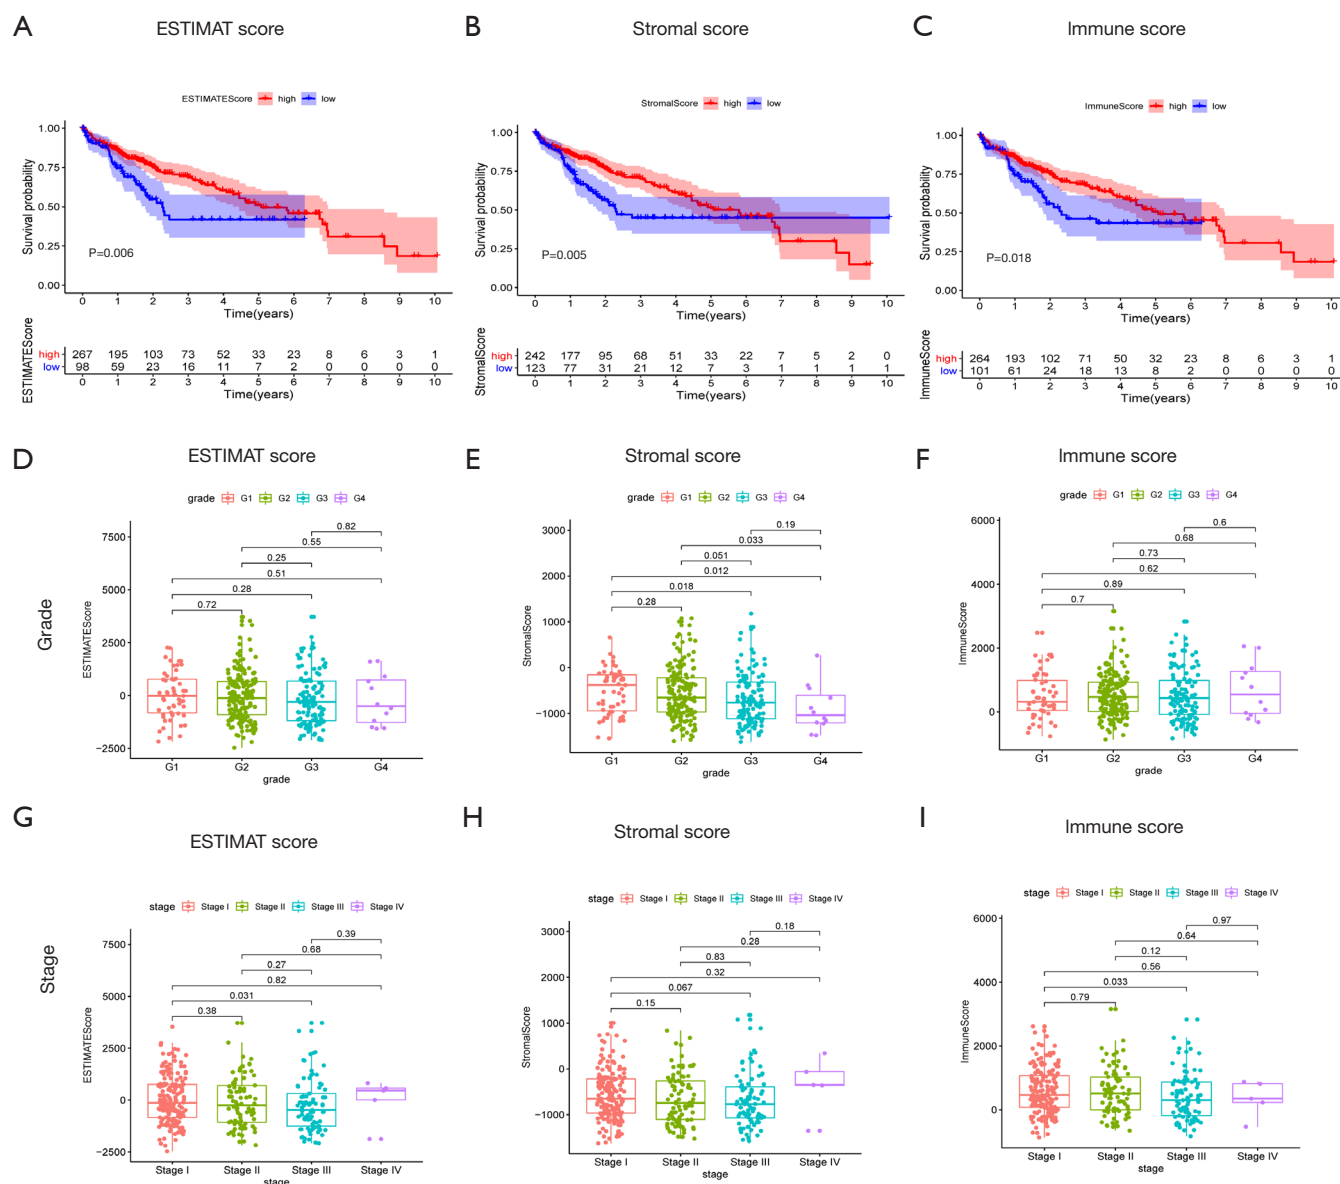 A ESTIMAT score
ESTIMATEScore high low
Survival probability
1.00
0.75
0.50
0.25
0.00
P=0.006
0 1 2 3 4 5 6 7 8 9 10
Time(years)
ESTIMATEScore
high 267 195 103 73 52 33 23 8 6 3 1
low 98 59 23 16 11 7 2 0 0 0 0
0 1 2 3 4 5 6 7 8 9 10
Time(years)
B Stromal score
StromalScore high low
Survival probability
1.00
0.75
0.50
0.25
0.00
P=0.005
0 1 2 3 4 5 6 7 8 9 10
Time(years)
StromalScore
high 242 177 95 68 51 33 22 7 5 2 0
low 123 77 31 21 12 7 3 1 1 1 1
0 1 2 3 4 5 6 7 8 9 10
Time(years)
C Immune score
ImmuneScore high low
Survival probability
1.00
0.75
0.50
0.25
0.00
P=0.018
0 1 2 3 4 5 6 7 8 9 10
Time(years)
ImmuneScore
high 264 193 102 71 50 32 23 8 6 3 1
low 101 61 24 18 13 8 2 0 0 0 0
0 1 2 3 4 5 6 7 8 9 10
Time(years)
Grade
D ESTIMAT score
grade G1 G2 G3 G4
ESTIMATEScore
7500
5000
2500
0
−2500
0.82
0.55
0.25
0.51
0.28
0.72
G1 G2 G3 G4
grade
E Stromal score
grade G1 G2 G3 G4
StromalScore
3000
2000
1000
0
−1000
0.19
0.033
0.051
0.012
0.018
0.28
G1 G2 G3 G4
grade
F Immune score
grade G1 G2 G3 G4
ImmuneScore
6000
4000
2000
0
0.6
0.68
0.73
0.62
0.89
0.7
G1 G2 G3 G4
grade
Stage
G ESTIMAT score
stage Stage I Stage II Stage III Stage IV
ESTIMATEScore
7500
5000
2500
0
−2500
0.39
0.68
0.27
0.82
0.031
0.38
Stage I Stage II Stage III Stage IV
stage
H Stromal score
stage Stage I Stage II Stage III Stage IV
StromalScore
3000
2000
1000
0
−1000
0.18
0.28
0.83
0.32
0.067
0.15
Stage I Stage II Stage III Stage IV
stage
I Immune score
stage Stage I Stage II Stage III Stage IV
ImmuneScore
6000
4000
2000
0
0.97
0.64
0.12
0.56
0.033
0.79
Stage I Stage II Stage III Stage IV
stage